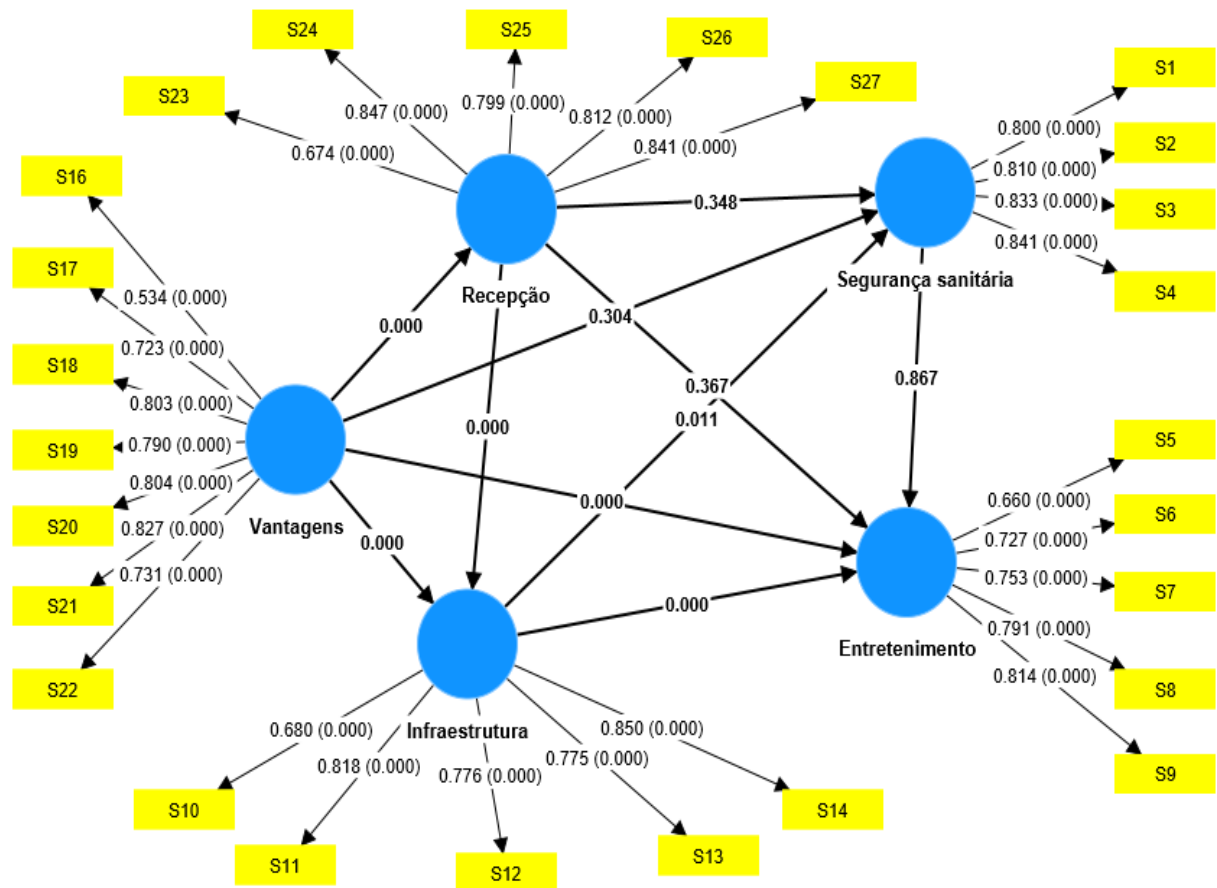 S24
S25
S26
S27
S23
0.847 (0.000)
0.799 (0.000)
0.812 (0.000)
0.841 (0.000)
0.674 (0.000)
S1
S2
S3
S4
0.800 (0.000)
0.810 (0.000)
0.833 (0.000)
0.841 (0.000)
Recepção
Segurança sanitária
0.348
0.304
0.000
0.000
0.367
0.011
0.867
S16
S17
S18
S19
S20
S21
S22
0.534 (0.000)
0.723 (0.000)
0.803 (0.000)
0.790 (0.000)
0.804 (0.000)
0.827 (0.000)
0.731 (0.000)
Vantagens
0.000
0.000
0.000
S5
S6
S7
S8
S9
0.660 (0.000)
0.727 (0.000)
0.753 (0.000)
0.791 (0.000)
0.814 (0.000)
Entretenimento
Infraestrutura
0.680 (0.000)
0.818 (0.000)
0.776 (0.000)
0.775 (0.000)
0.850 (0.000)
S10
S11
S12
S13
S14